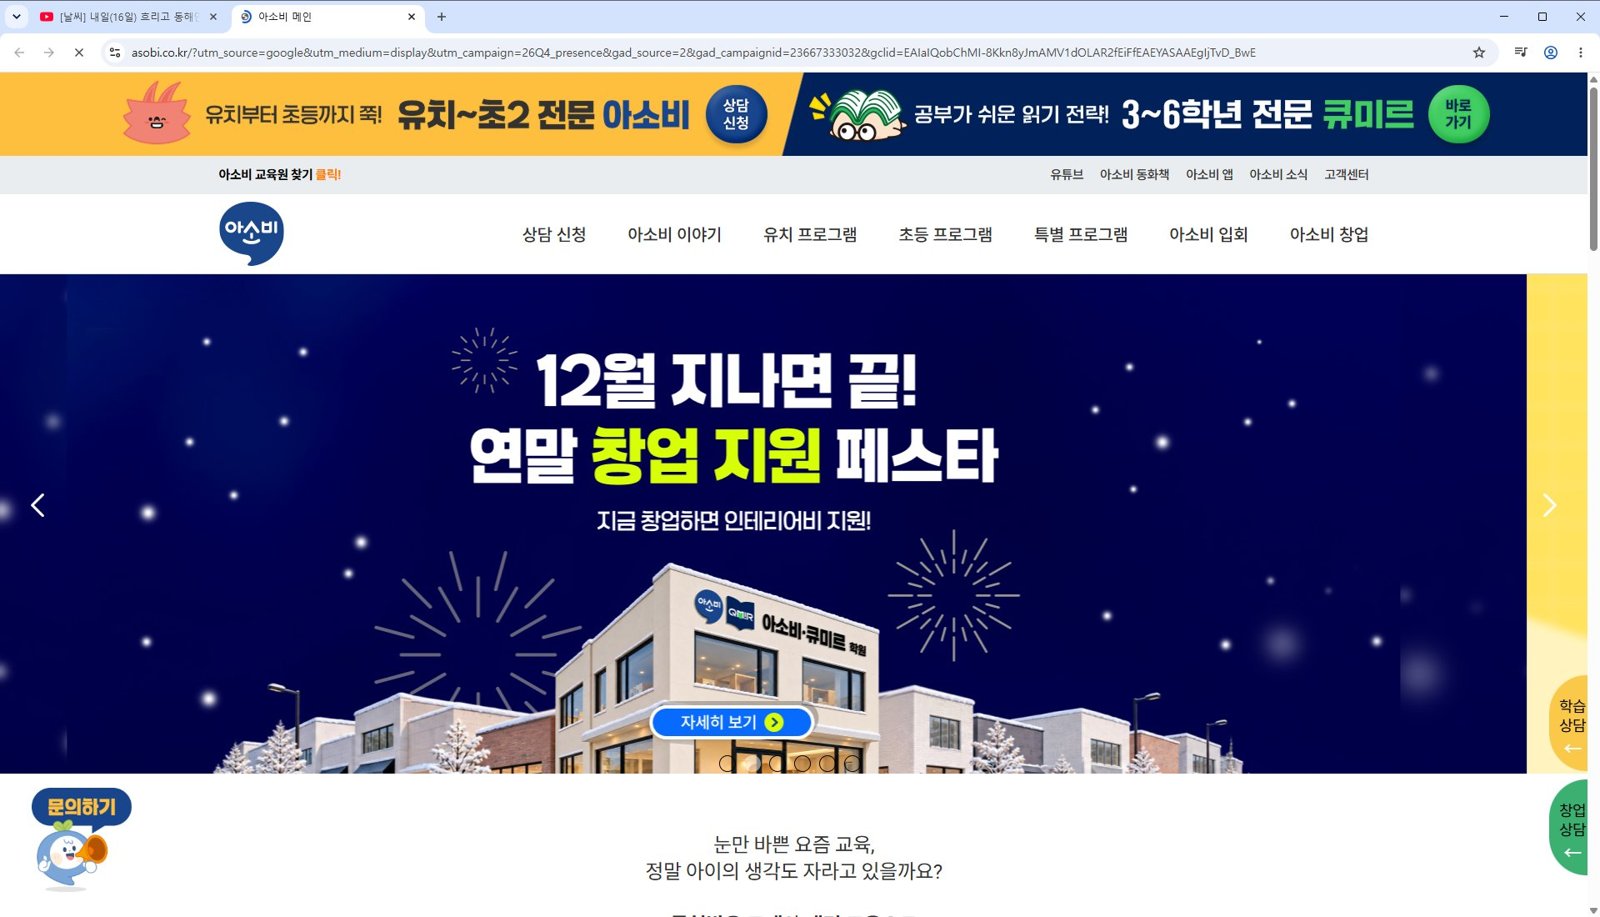 [날씨] 내일(16일) 흐리고 동해안
아소비 메인
asobi.co.kr/?utm_source=google&utm_medium=display&utm_campaign=26Q4_presence&gad_source=2&gad_campaignid=23667333032&gclid=EAIaIQobChMI-8Kkn8yJmAMV1dOLAR2fEiFfEAEYASAAEgIjTvD_BwE
유치부터 초등까지 쭉! 유치~초2 전문 아소비 상담 신청
공부가 쉬운 읽기 전략! 3~6학년 전문 큐미르 바로 가기
아소비 교육원 찾기 클릭!
유튜브 아소비 동화책 아소비 앱 아소비 소식 고객센터
아소비
상담 신청 아소비 이야기 유치 프로그램 초등 프로그램 특별 프로그램 아소비 입회 아소비 창업
12월 지나면 끝!
연말 창업 지원 페스타
지금 창업하면 인테리어비 지원!
아소비 QMIR 아소비·큐미르 학원
자세히 보기
학습
상담
문의하기
창업
상담
눈만 바쁜 요즘 교육,
정말 아이의 생각도 자라고 있을까요?